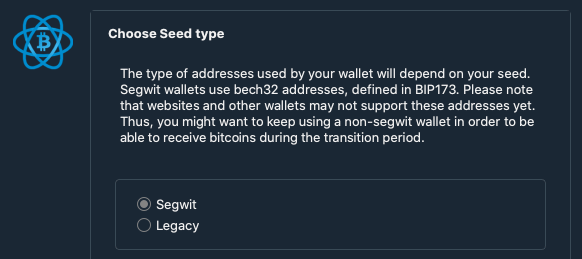 Choose Seed type
The type of addresses used by your wallet will depend on your seed.
Segwit wallets use bech32 addresses, defined in BIP173. Please note
that websites and other wallets may not support these addresses yet.
Thus, you might want to keep using a non-segwit wallet in order to be
able to receive bitcoins during the transition period.
Segwit
Legacy